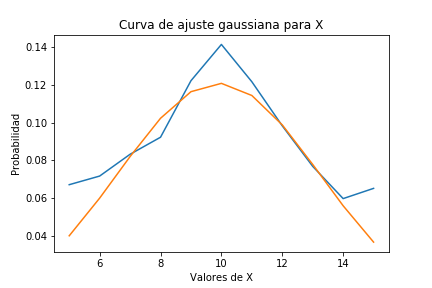 Curva de ajuste gaussiana para X
Probabilidad
0.14
0.12
0.10
0.08
0.06
0.04
6 8 10 12 14
Valores de X